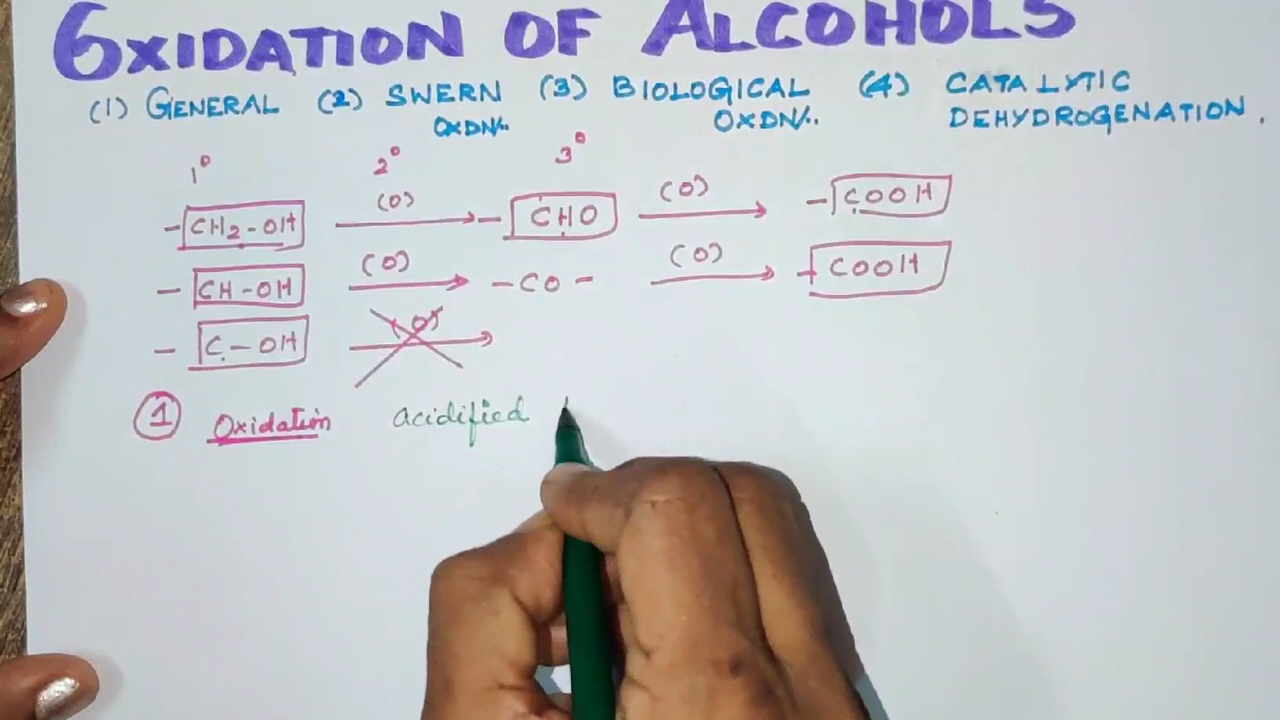 OXIDATION OF ALCOHOLS
(1) GENERAL (2) SWERN OXDN/.. (3) BIOLOGICAL OXDN/.. (4) CATALYTIC DEHYDROGENATION.
1° 2° 3°
-CH2-OH (O) -CHO (O) -COOH
-CH-OH (O) -CO- (O) -COOH
-C-OH (O)
1 Oxidation acidified